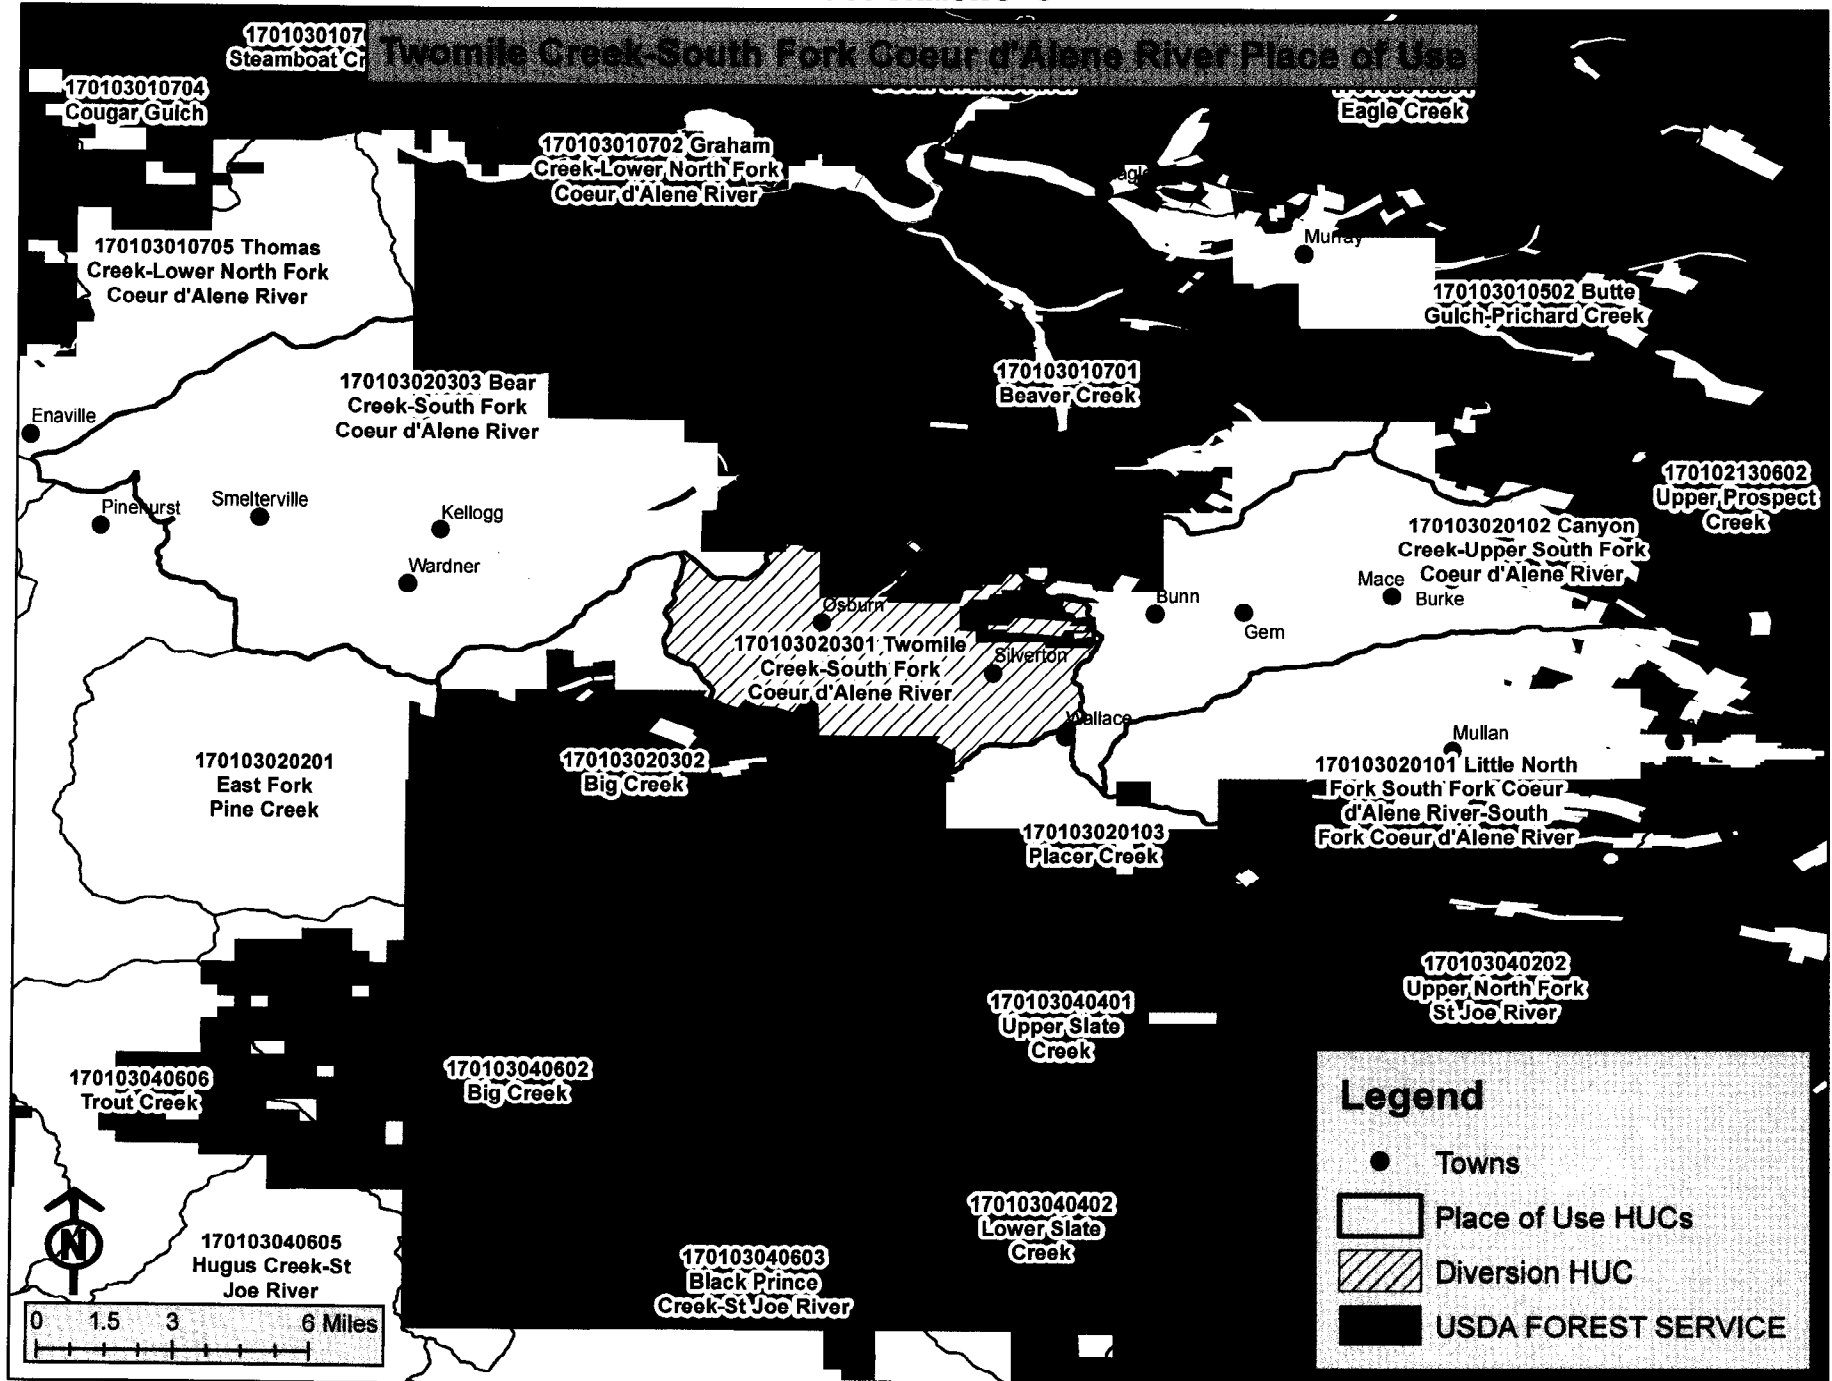 Twomile Creek-South Fork Coeur d'Alene River Place of Use
1701030107
Steamboat Cr
170103010704
Cougar Gulch
Eagle Creek
170103010702 Graham
Creek-Lower North Fork
Coeur d'Alene River
170103010705 Thomas
Creek-Lower North Fork
Coeur d'Alene River
Murray
170103010502 Butte
Gulch-Prichard Creek
170103010701
Beaver Creek
170103020303 Bear
Creek-South Fork
Coeur d'Alene River
Enaville
Pinehurst
Smelterville
Kellogg
Wardner
170102130602
Upper Prospect
Creek
170103020102 Canyon
Creek-Upper South Fork
Coeur d'Alene River
Mace
Burke
Bunn
Gem
Osburn
170103020301 Twomile
Creek-South Fork
Coeur d'Alene River
Silverton
Wallace
Mullan
170103020101 Little North
Fork South Fork Coeur
d'Alene River-South
Fork Coeur d'Alene River
170103020201
East Fork
Pine Creek
170103020302
Big Creek
170103020103
Placer Creek
170103040202
Upper North Fork
St Joe River
170103040401
Upper Slate
Creek
170103040606
Trout Creek
170103040602
Big Creek
170103040402
Lower Slate
Creek
170103040605
Hugus Creek-St
Joe River
170103040603
Black Prince
Creek-St Joe River
N
0 1.5 3 6 Miles
Legend
Towns
Place of Use HUCs
Diversion HUC
USDA FOREST SERVICE